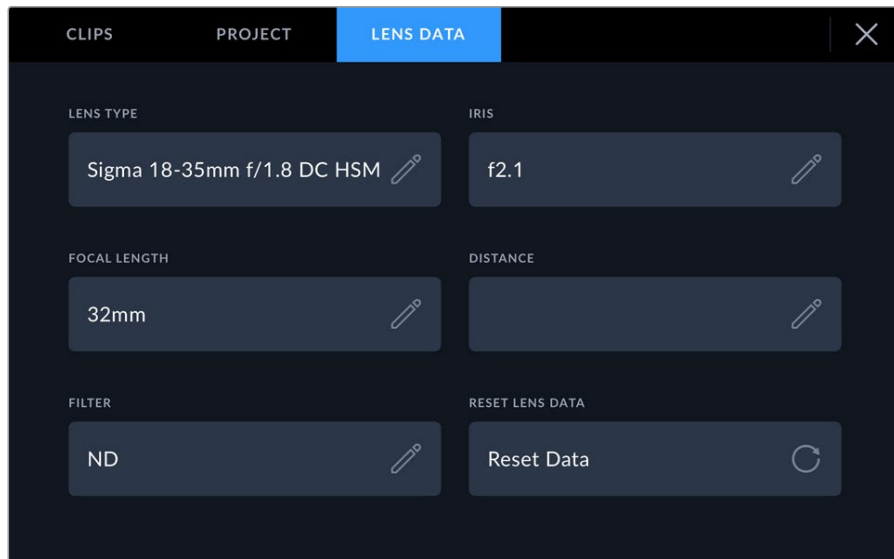 CLIPS PROJECT LENS DATA
LENS TYPE
Sigma 18-35mm f/1.8 DC HSM
IRIS
f2.1
FOCAL LENGTH
32mm
DISTANCE
FILTER
ND
RESET LENS DATA
Reset Data